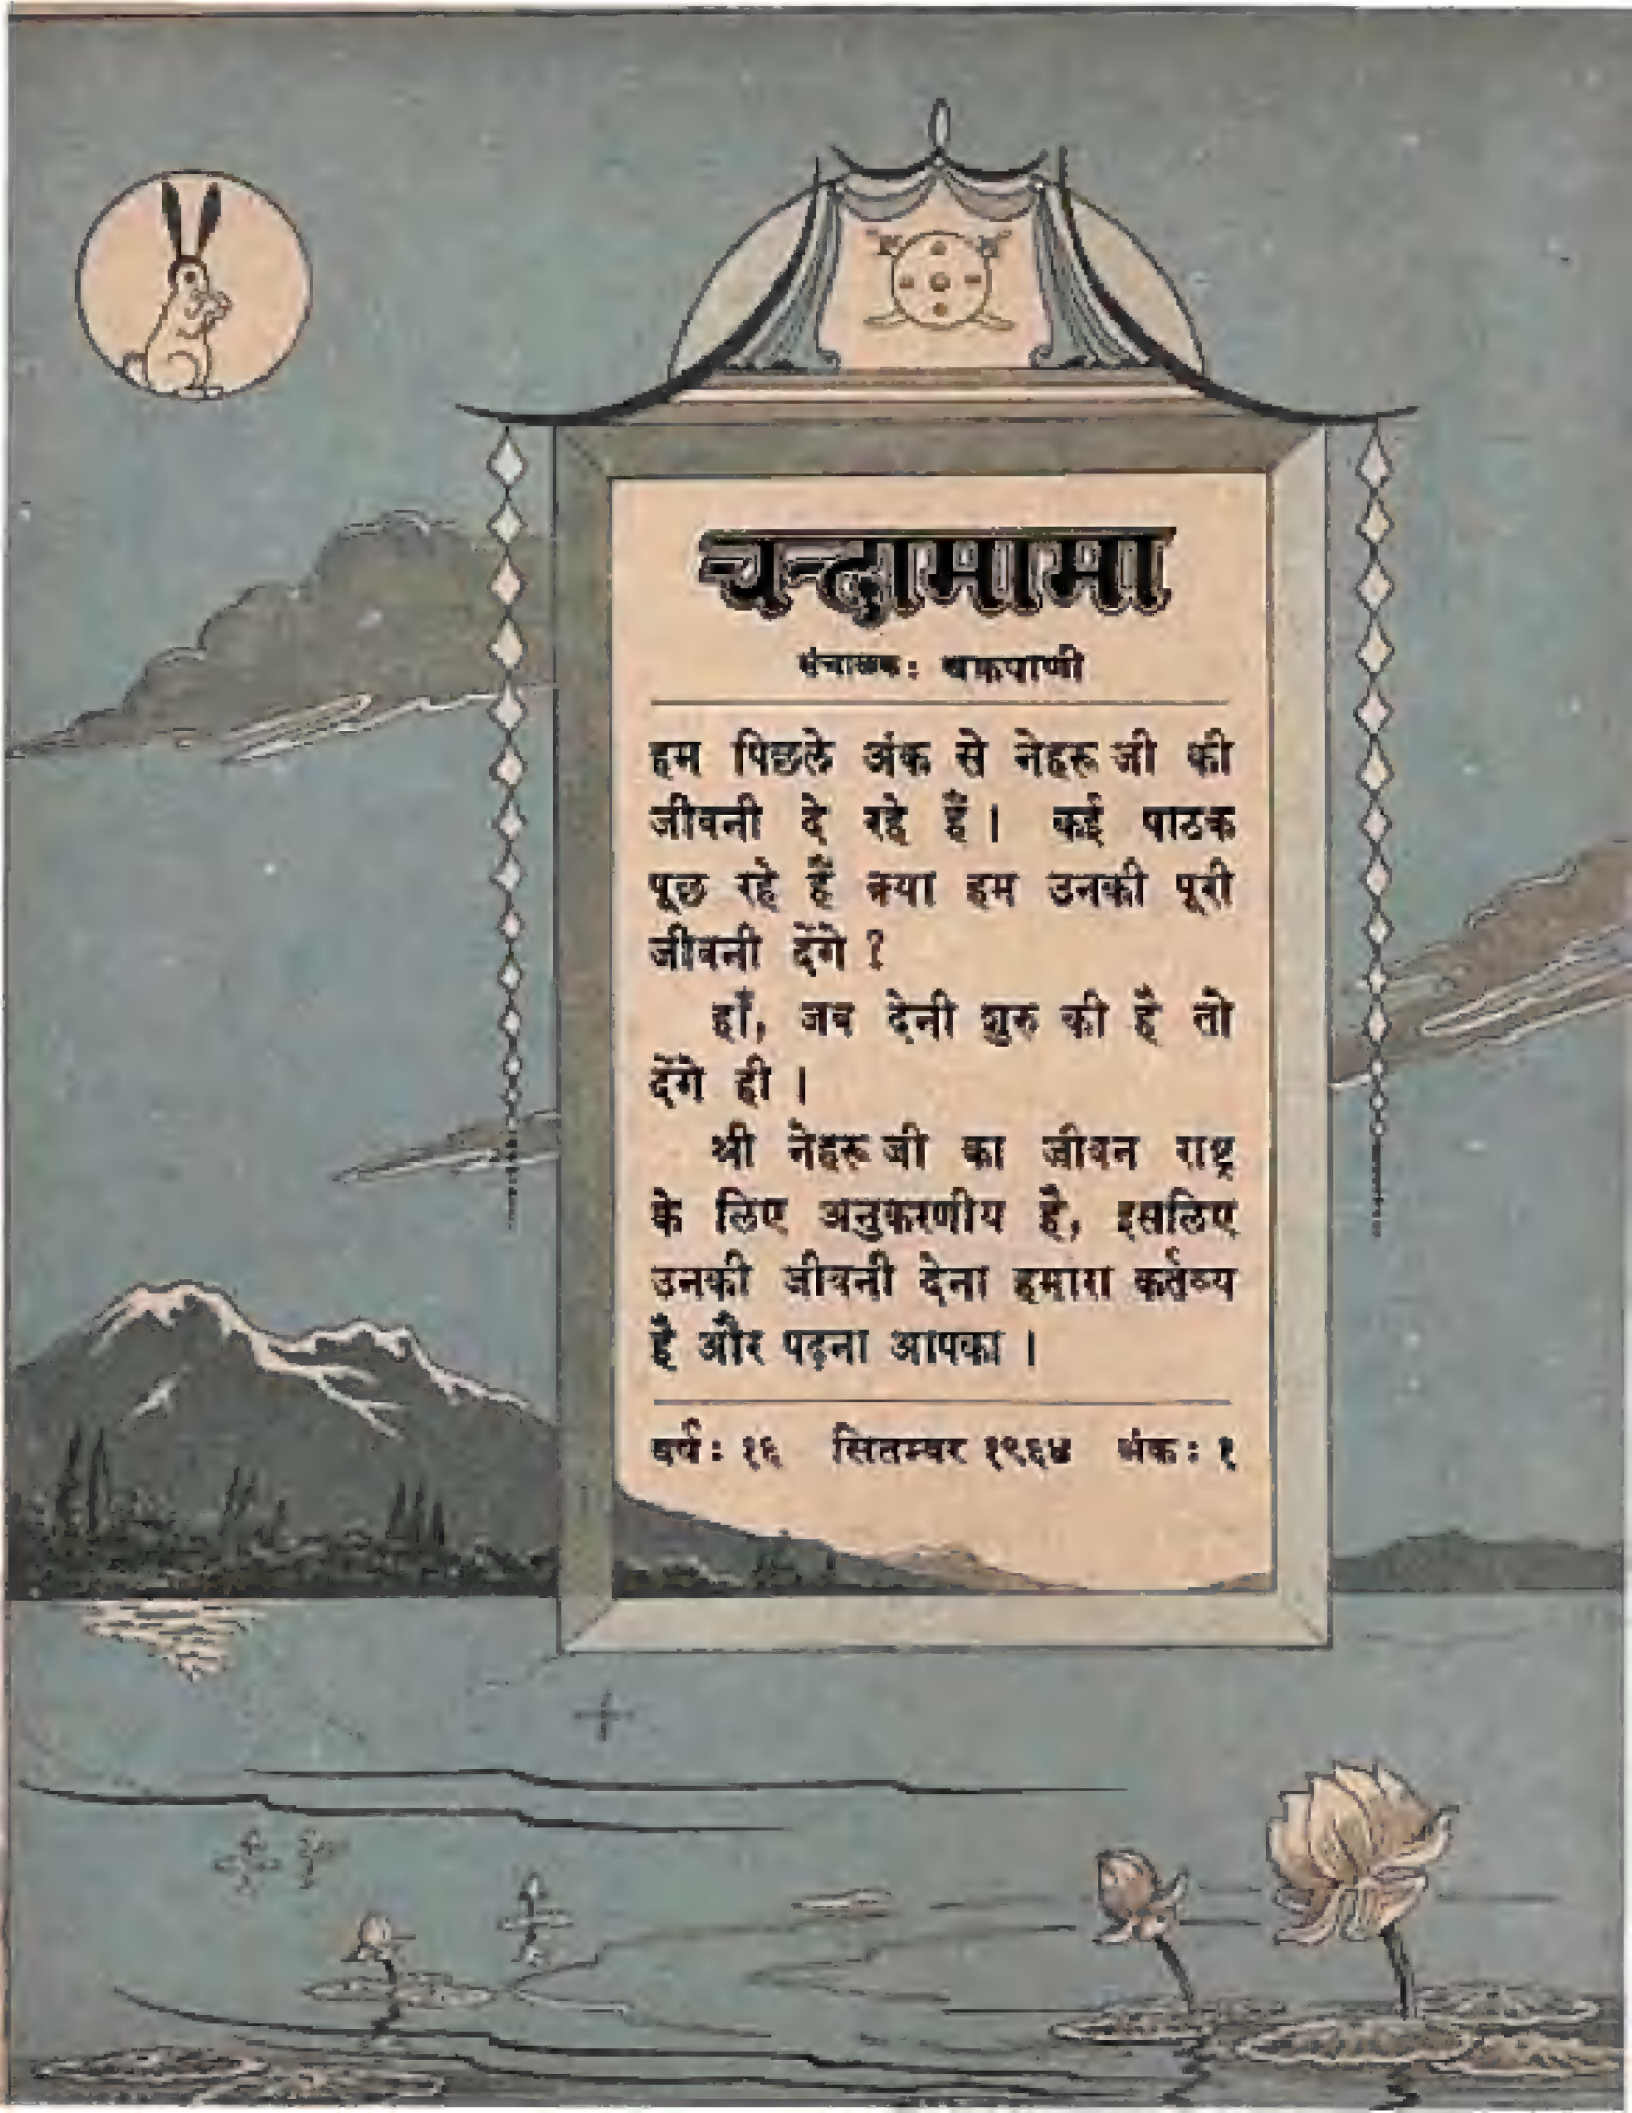 चन्दामामा
संचालक: चक्रपाणी
हम पिछले अंक से नेहरू जी की
जीवनी दे रहे हैं। कई पाठक
पूछ रहे हैं क्या हम उनकी पूरी
जीवनी देंगे?
हाँ, जब देनी शुरु की है तो
देंगे ही।
श्री नेहरू जी का जीवन राष्ट्र
के लिए अनुकरणीय है, इसलिए
उनकी जीवनी देना हमारा कर्तव्य
है और पढ़ना आपका।
वर्ष: १६ सितम्बर १९६४ अंक: १